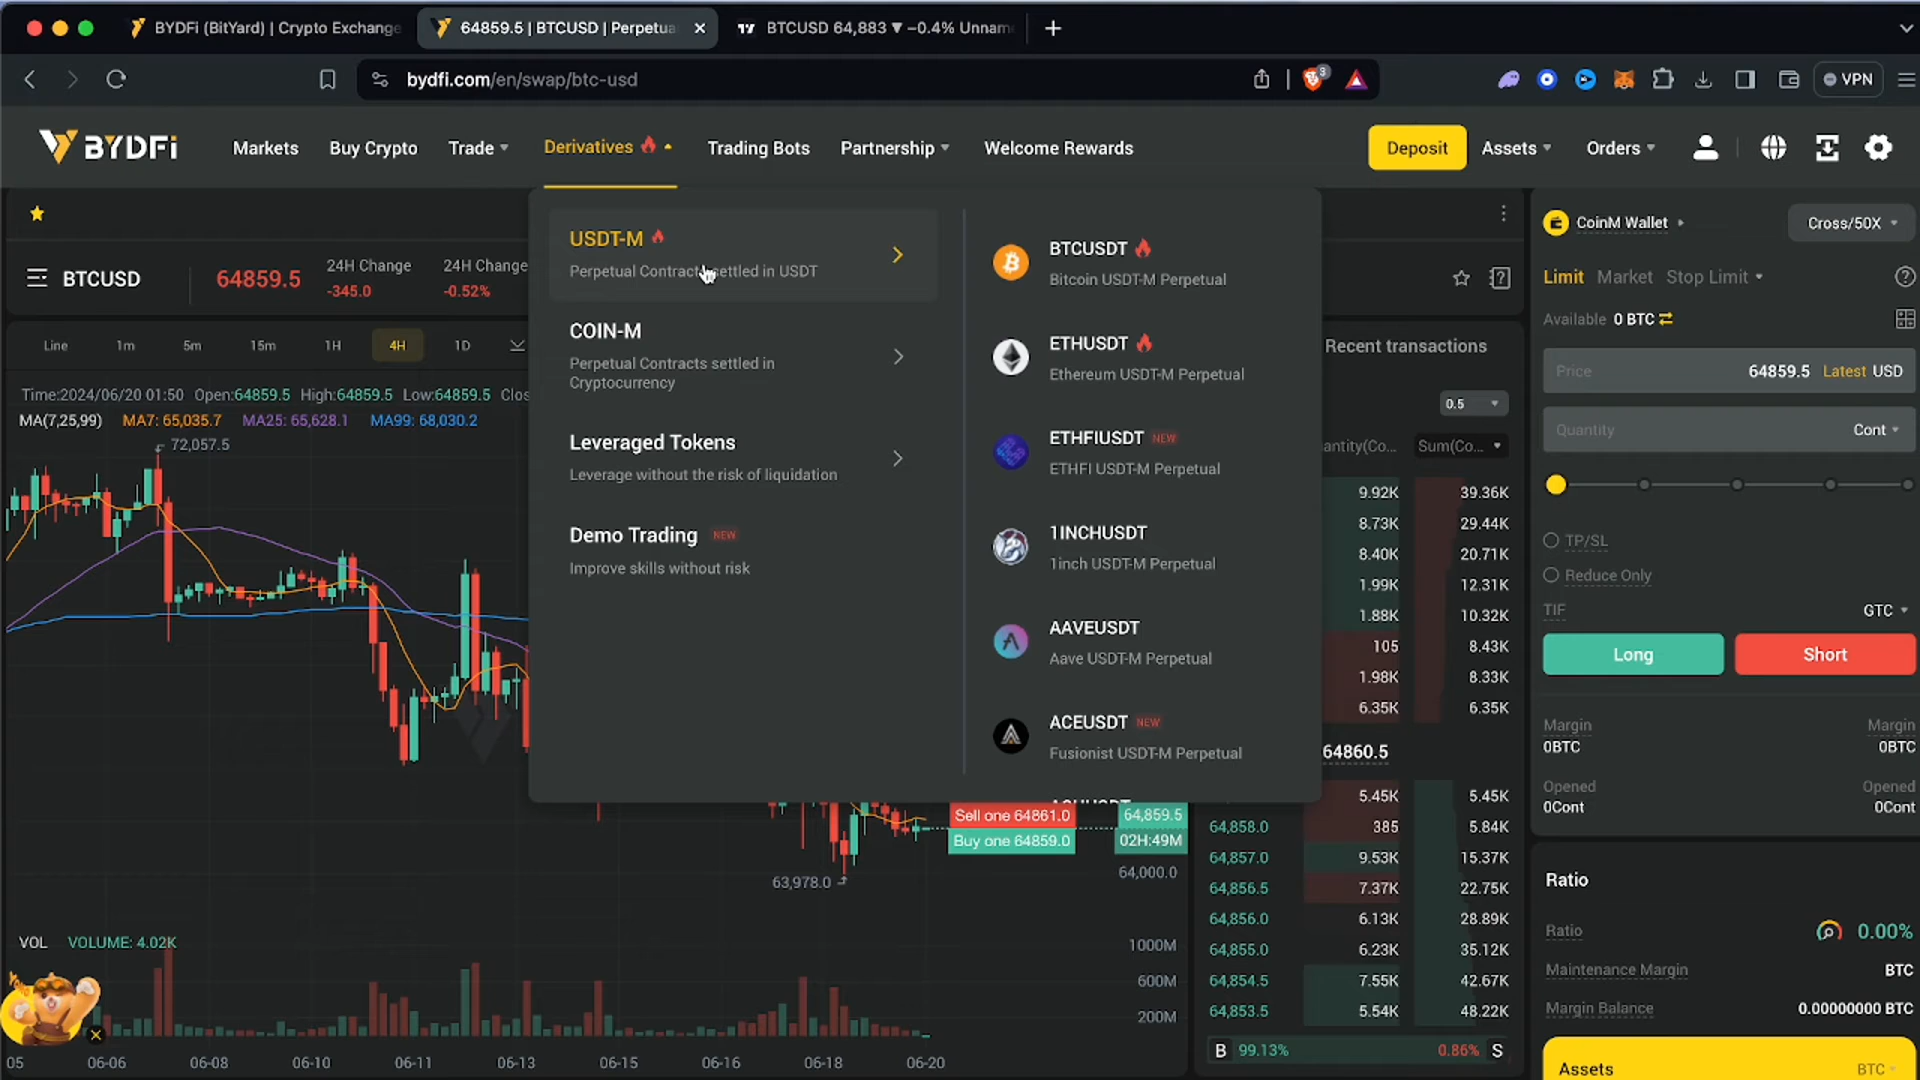 BYDFi (BitYard) | Crypto Exchange
64859.5 | BTCUSD | Perpetua
BTCUSD 64,883 ▼ −0.4% Unnam
bydfi.com/en/swap/btc-usd
3
VPN
BYDFi
Markets
Buy Crypto
Trade
Derivatives
Trading Bots
Partnership
Welcome Rewards
Deposit
Assets
Orders
USDT-M
Perpetual Contracts settled in USDT
COIN-M
Perpetual Contracts settled in
Cryptocurrency
Leveraged Tokens
Leverage without the risk of liquidation
Demo Trading NEW
Improve skills without risk
BTCUSDT
Bitcoin USDT-M Perpetual
ETHUSDT
Ethereum USDT-M Perpetual
ETHFIUSDT NEW
ETHFI USDT-M Perpetual
1INCHUSDT
1inch USDT-M Perpetual
AAVEUSDT
Aave USDT-M Perpetual
ACEUSDT NEW
Fusionist USDT-M Perpetual
BTCUSD
64859.5
24H Change
-345.0
24H Change
-0.52%
Line 1m 5m 15m 1H 4H 1D
Time:2024/06/20 01:50 Open:64859.5 High:64859.5 Low:64859.5 Clos
MA(7,25,99) MA7: 65,035.7 MA25: 65,628.1 MA99: 68,030.2
72,057.5
63,978.0
Sell one 64861.0
Buy one 64859.0
64,859.5
02H:49M
64,000.0
VOL VOLUME: 4.02K
1000M
600M
200M
05 06-06 06-08 06-10 06-11 06-13 06-15 06-16 06-18 06-20
Recent transactions
0.5
antity(Co... Sum(Co...
9.92K 39.36K
8.73K 29.44K
8.40K 20.71K
1.99K 12.31K
1.88K 10.32K
105 8.43K
1.98K 8.33K
6.35K 6.35K
64860.5
5.45K 5.45K
64,858.0 385 5.84K
64,857.0 9.53K 15.37K
64,856.5 7.37K 22.75K
64,856.0 6.13K 28.89K
64,855.0 6.23K 35.12K
64,854.5 7.55K 42.67K
64,853.5 5.54K 48.22K
B 99.13% 0.86% S
CoinM Wallet
Cross/50X
Limit Market Stop Limit
Available 0 BTC
Price 64859.5 Latest USD
Quantity Cont
TP/SL
Reduce Only
TIF GTC
Long Short
Margin Margin
0BTC 0BTC
Opened Opened
0Cont 0Cont
Ratio
Ratio 0.00%
Maintenance Margin BTC
Margin Balance 0.00000000 BTC
Assets BTC